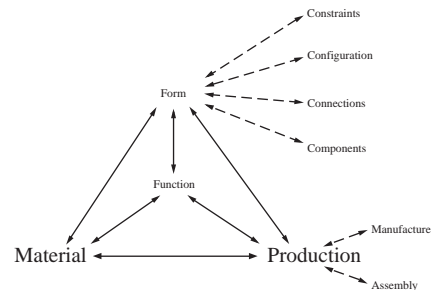 Constraints
Configuration
Form
Connections
Components
Function
Manufacture
Material
Production
Assembly